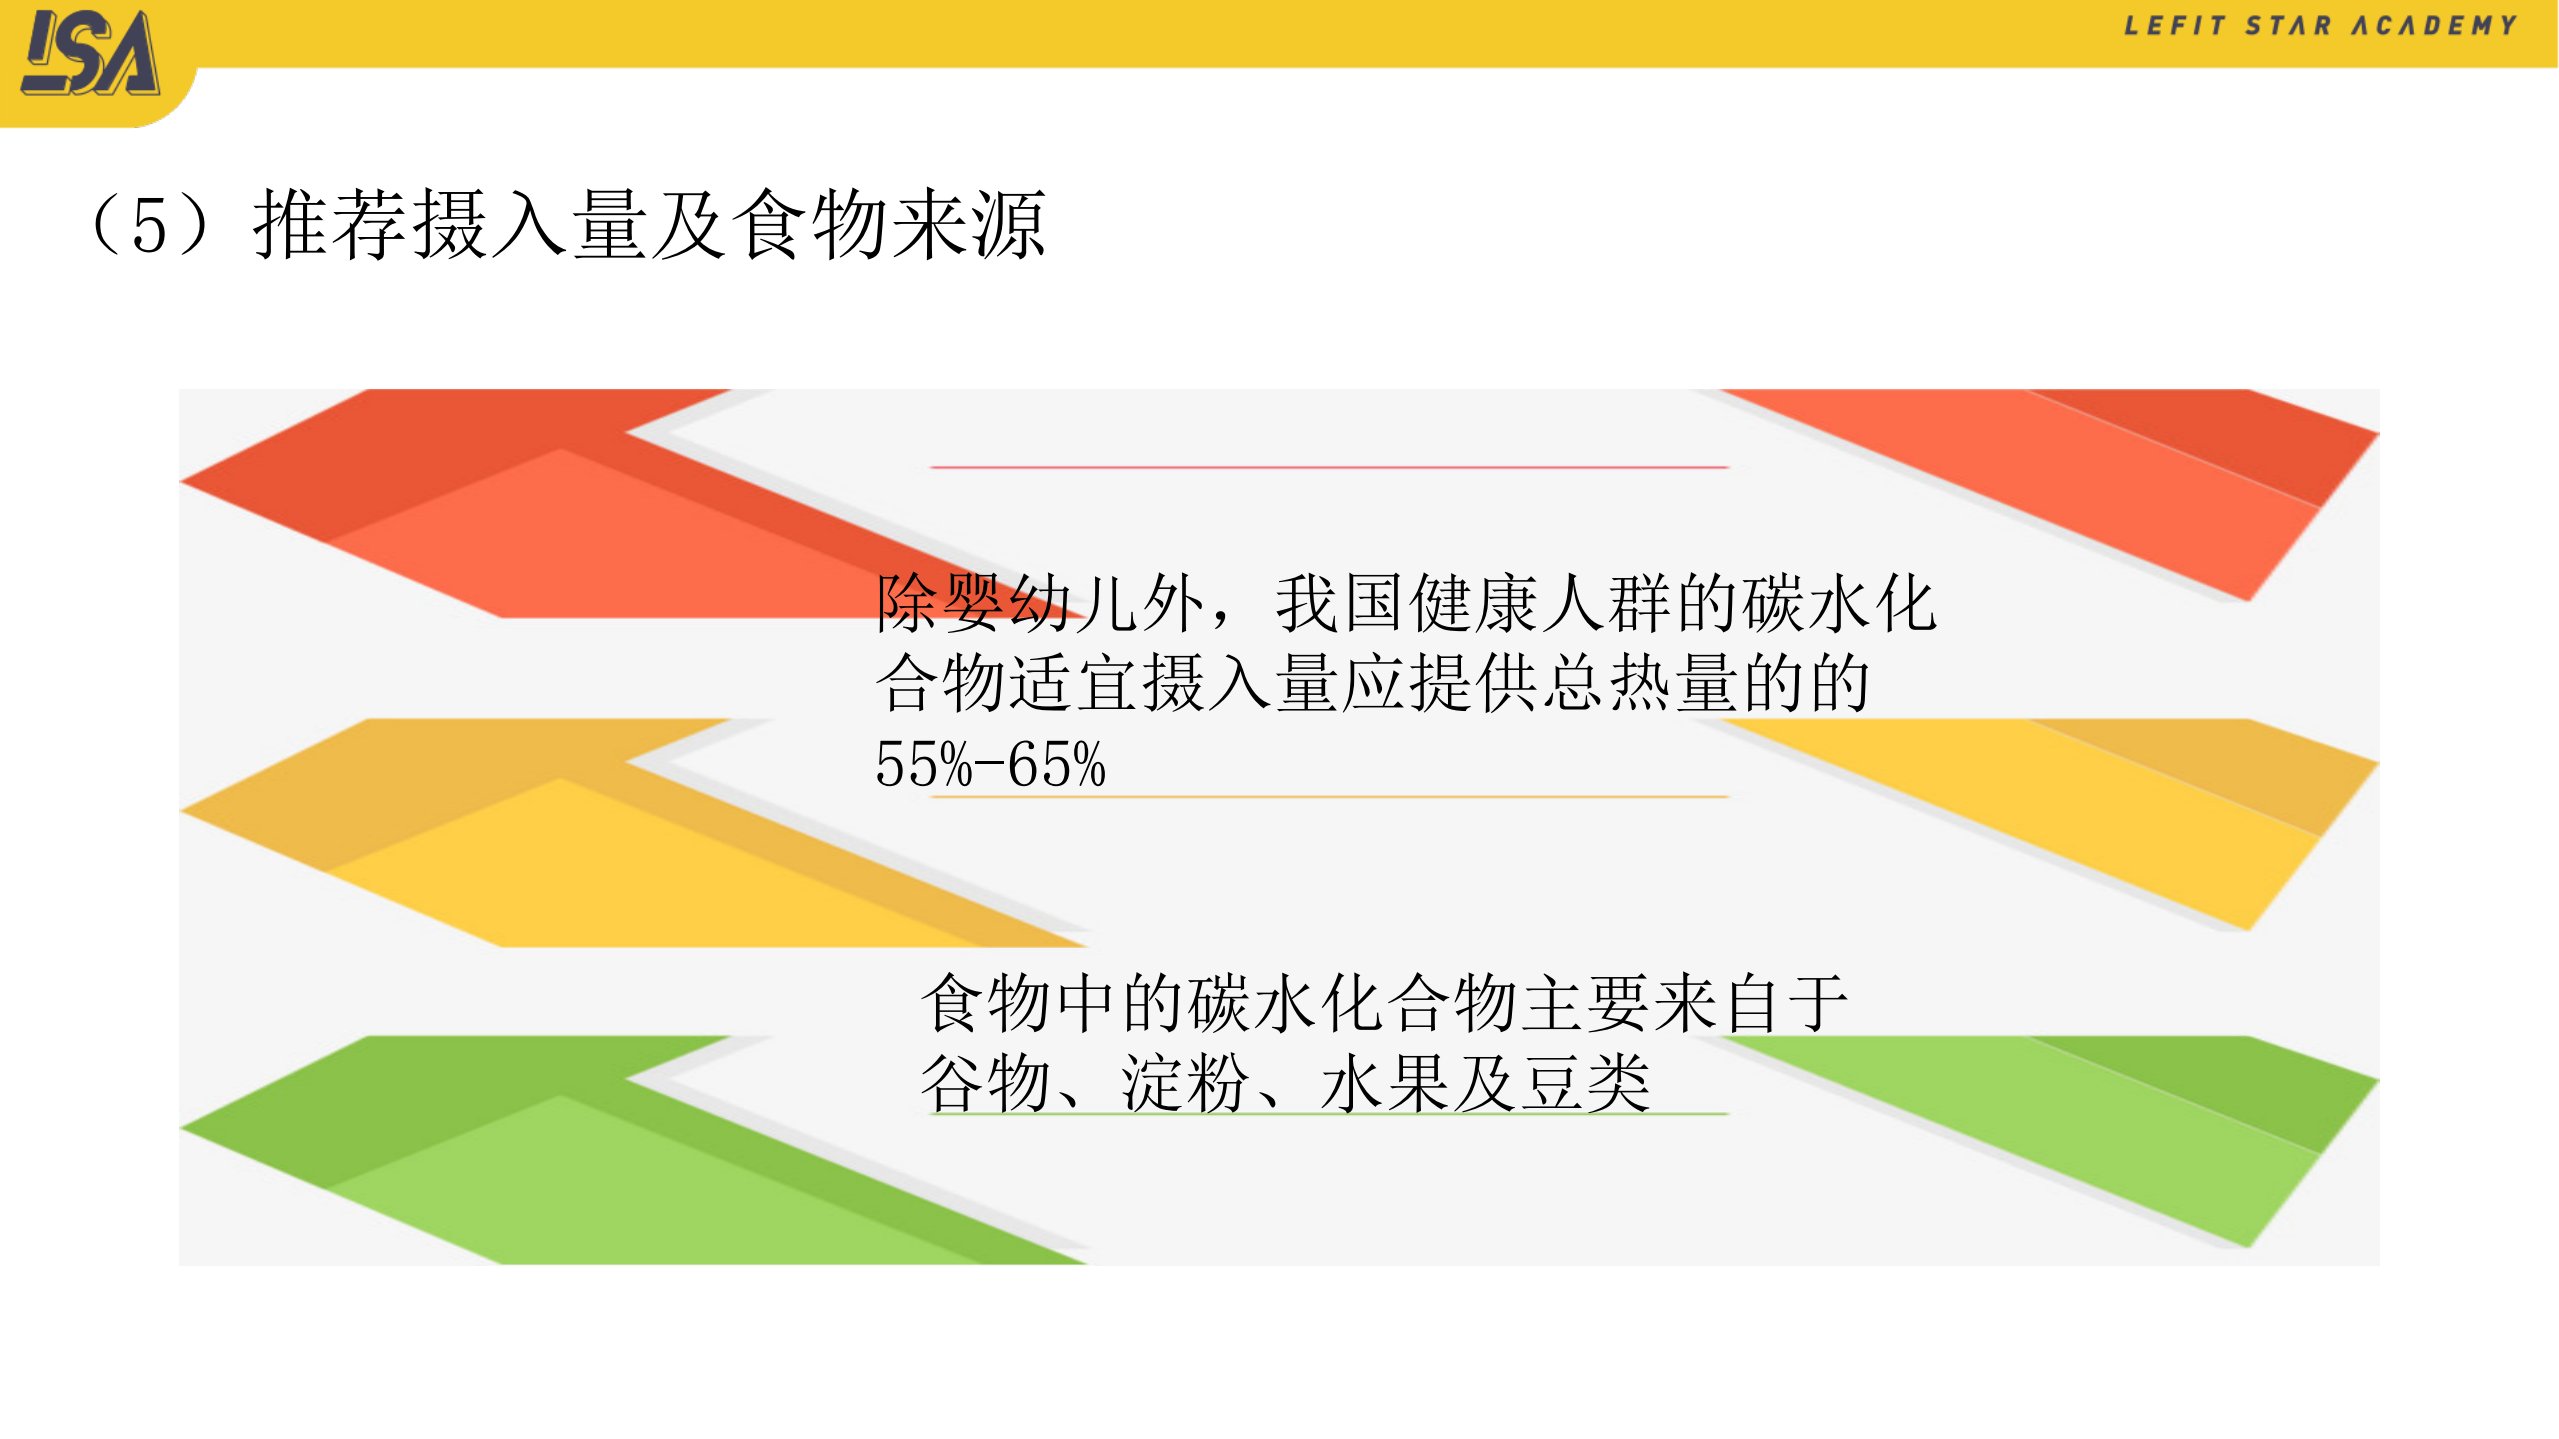 LSA
LEFIT STAR ACADEMY
（5）推荐摄入量及食物来源
除婴幼儿外，我国健康人群的碳水化
合物适宜摄入量应提供总热量的的
55%-65%
食物中的碳水化合物主要来自于
谷物、淀粉、水果及豆类